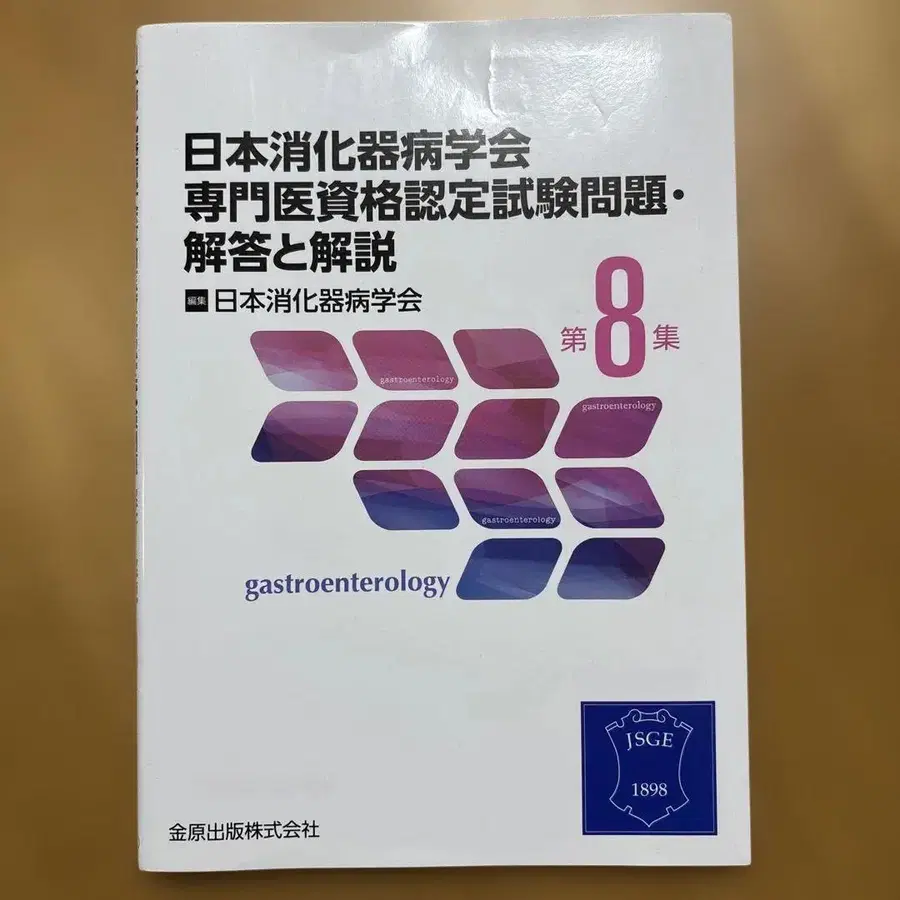 日本消化器病学会
専門医資格認定試験問題・
解答と解説
編集 日本消化器病学会
第8集
gastroenterology
gastroenterology
gastroenterology
gastroenterology
JSGE
1898
金原出版株式会社